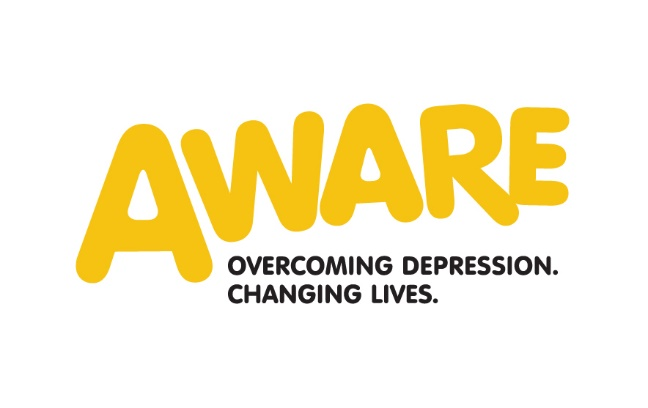 AWARE
OVERCOMING DEPRESSION.
CHANGING LIVES.